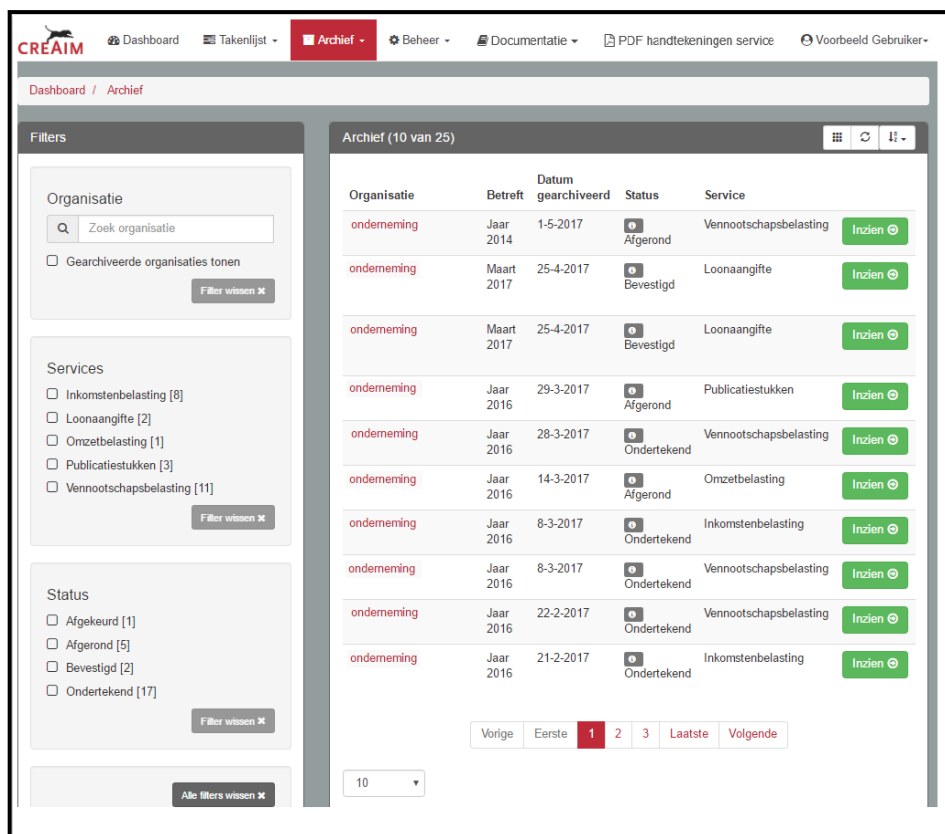 CREAIM Dashboard Takenlijst Archief Beheer Documentatie PDF handtekeningen service Voorbeeld Gebruiker
Dashboard / Archief
Filters
Organisatie
Zoek organisatie
Gearchiveerde organisaties tonen
Filter wissen ✖
Services
Inkomstenbelasting [8]
Loonaangifte [2]
Omzetbelasting [1]
Publicatiestukken [3]
Vennootschapsbelasting [11]
Filter wissen ✖
Status
Afgekeurd [1]
Afgerond [5]
Bevestigd [2]
Ondertekend [17]
Filter wissen ✖
Alle filters wissen ✖
Archief (10 van 25)
Datum
Organisatie Betreft gearchiveerd Status Service
onderneming Jaar 1-5-2017 Vennootschapsbelasting Inzien
2014 Afgerond
onderneming Maart 25-4-2017 Loonaangifte Inzien
2017 Bevestigd
onderneming Maart 25-4-2017 Loonaangifte Inzien
2017 Bevestigd
onderneming Jaar 29-3-2017 Publicatiestukken Inzien
2016 Afgerond
onderneming Jaar 28-3-2017 Vennootschapsbelasting Inzien
2016 Ondertekend
onderneming Jaar 14-3-2017 Omzetbelasting Inzien
2016 Afgerond
onderneming Jaar 8-3-2017 Inkomstenbelasting Inzien
2016 Ondertekend
onderneming Jaar 8-3-2017 Vennootschapsbelasting Inzien
2016 Ondertekend
onderneming Jaar 22-2-2017 Vennootschapsbelasting Inzien
2016 Ondertekend
onderneming Jaar 21-2-2017 Inkomstenbelasting Inzien
2016 Ondertekend
Vorige Eerste 1 2 3 Laatste Volgende
10